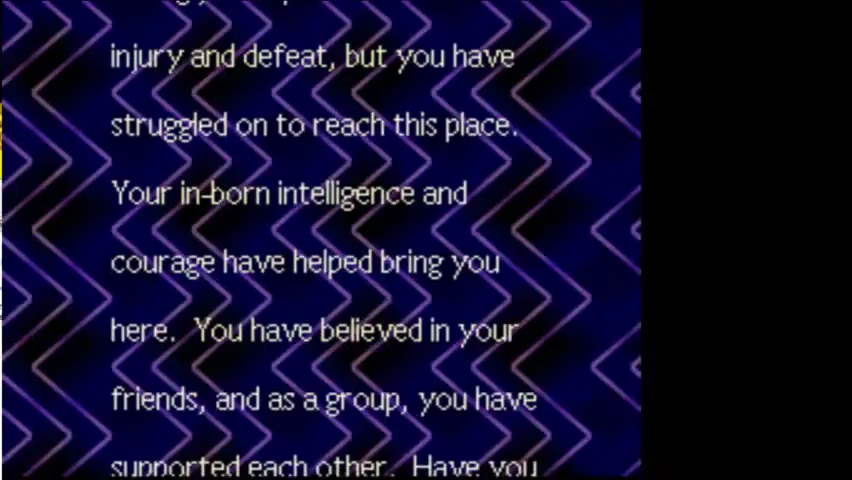 injury and defeat, but you have
struggled on to reach this place.
Your in-born intelligence and
courage have helped bring you
here.  You have believed in your
friends, and as a group, you have
supported each other.  Have you